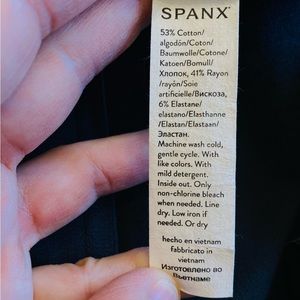 SPANX®
53% Cotton/
algodón/Coton/
Baumwolle/Cotone/
Katoen/Bomull/
Хлопок, 41% Rayon
/rayón/Soie
artificielle/Вискоза,
6% Elastane/
elastano/Elasthanne
/Elastan/Elastaan/
Эластан.
Machine wash cold,
gentle cycle. With
like colors. With
mild detergent.
Inside out. Only
non-chlorine bleach
when needed. Line
dry. Low iron if
needed. Or dry
hecho en vietnam
fabbricato in
vietnam
Изготовлено во
Вьетнаме